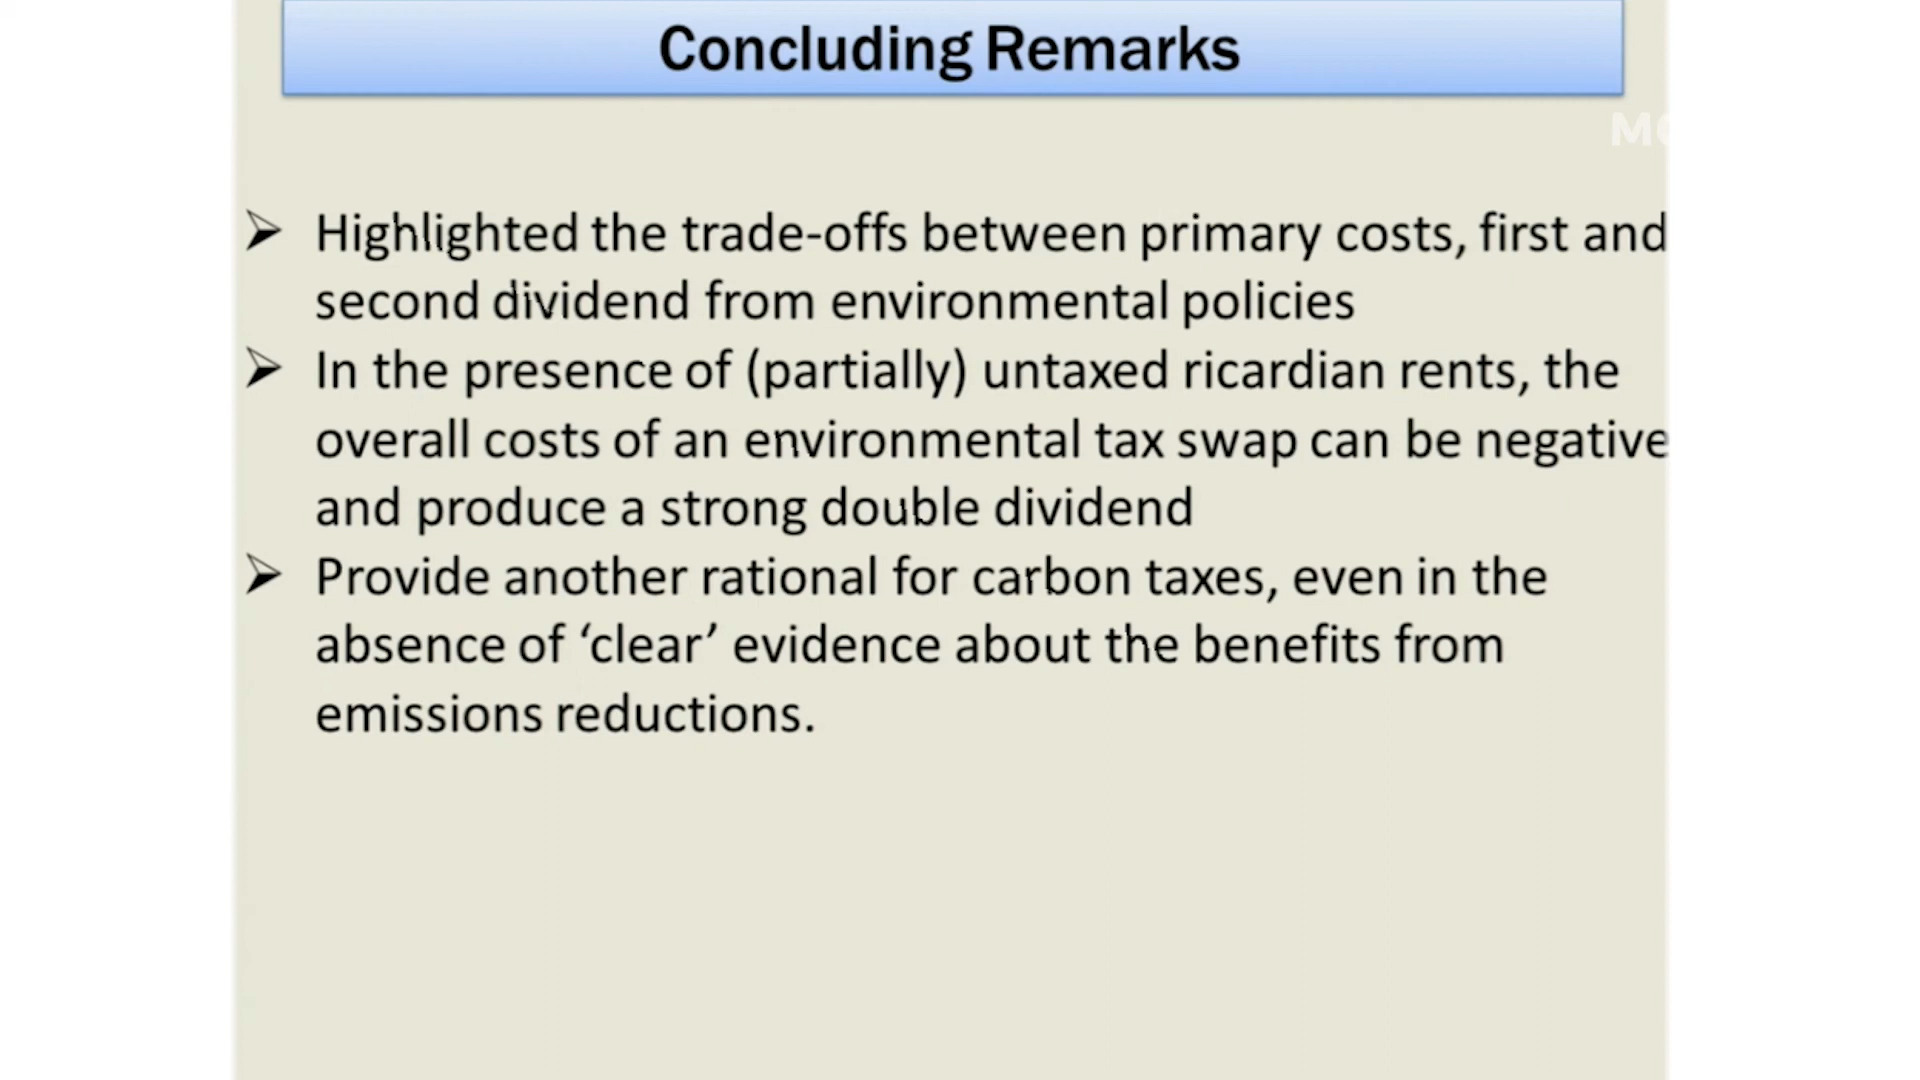 Concluding Remarks
Highlighted the trade-offs between primary costs, first and
second dividend from environmental policies
In the presence of (partially) untaxed ricardian rents, the
overall costs of an environmental tax swap can be negative
and produce a strong double dividend
Provide another rational for carbon taxes, even in the
absence of ‘clear’ evidence about the benefits from
emissions reductions.